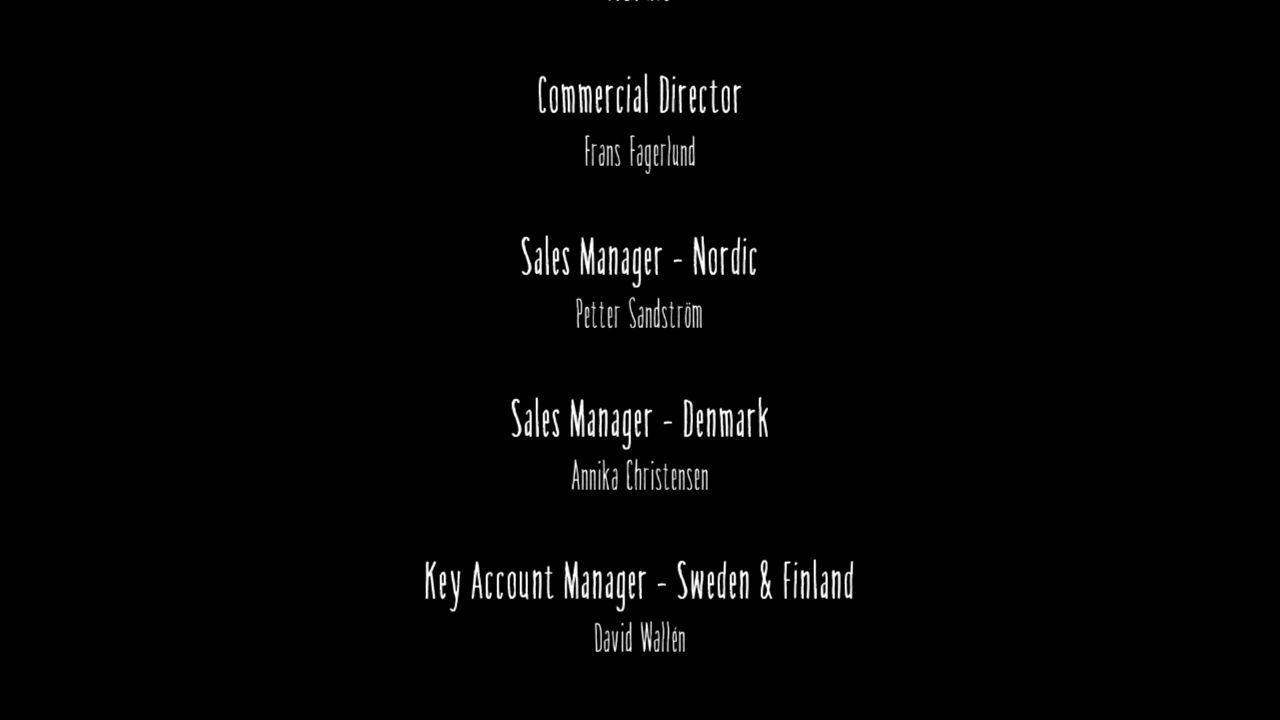 Commercial Director
Frans Fagerlund
Sales Manager - Nordic
Petter Sandström
Sales Manager - Denmark
Annika Christensen
Key Account Manager - Sweden & Finland
David Wallén